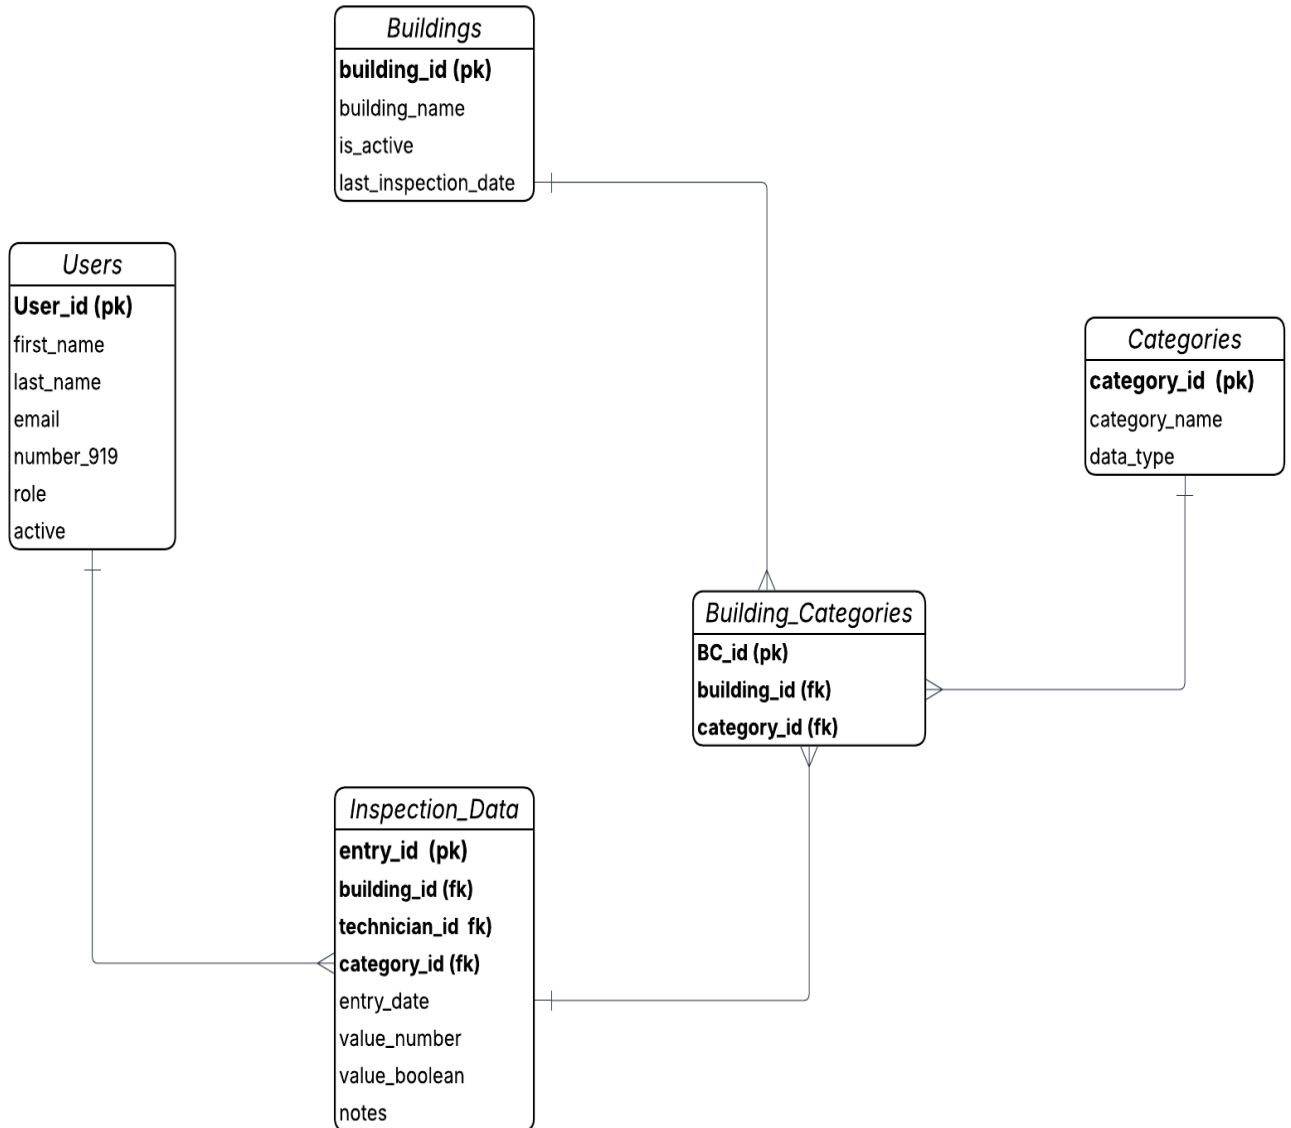 Buildings
building_id (pk)
building_name
is_active
last_inspection_date
Users
User_id (pk)
first_name
last_name
email
number_919
role
active
Categories
category_id  (pk)
category_name
data_type
Building_Categories
BC_id (pk)
building_id (fk)
category_id (fk)
Inspection_Data
entry_id  (pk)
building_id (fk)
technician_id  fk)
category_id (fk)
entry_date
value_number
value_boolean
notes